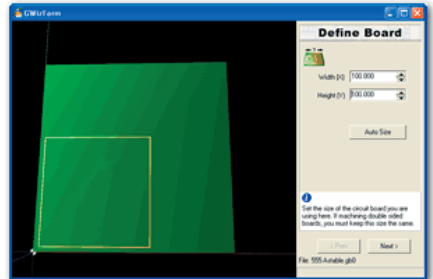 GWizForm
Define Board
Width (X) 100.000
Height (Y) 100.000
Auto Size
Set the size of the circuit board you are
using here. If machining double sided
boards, you must keep this size the same.
< Prev Next >
File: 555-Astable.gb0